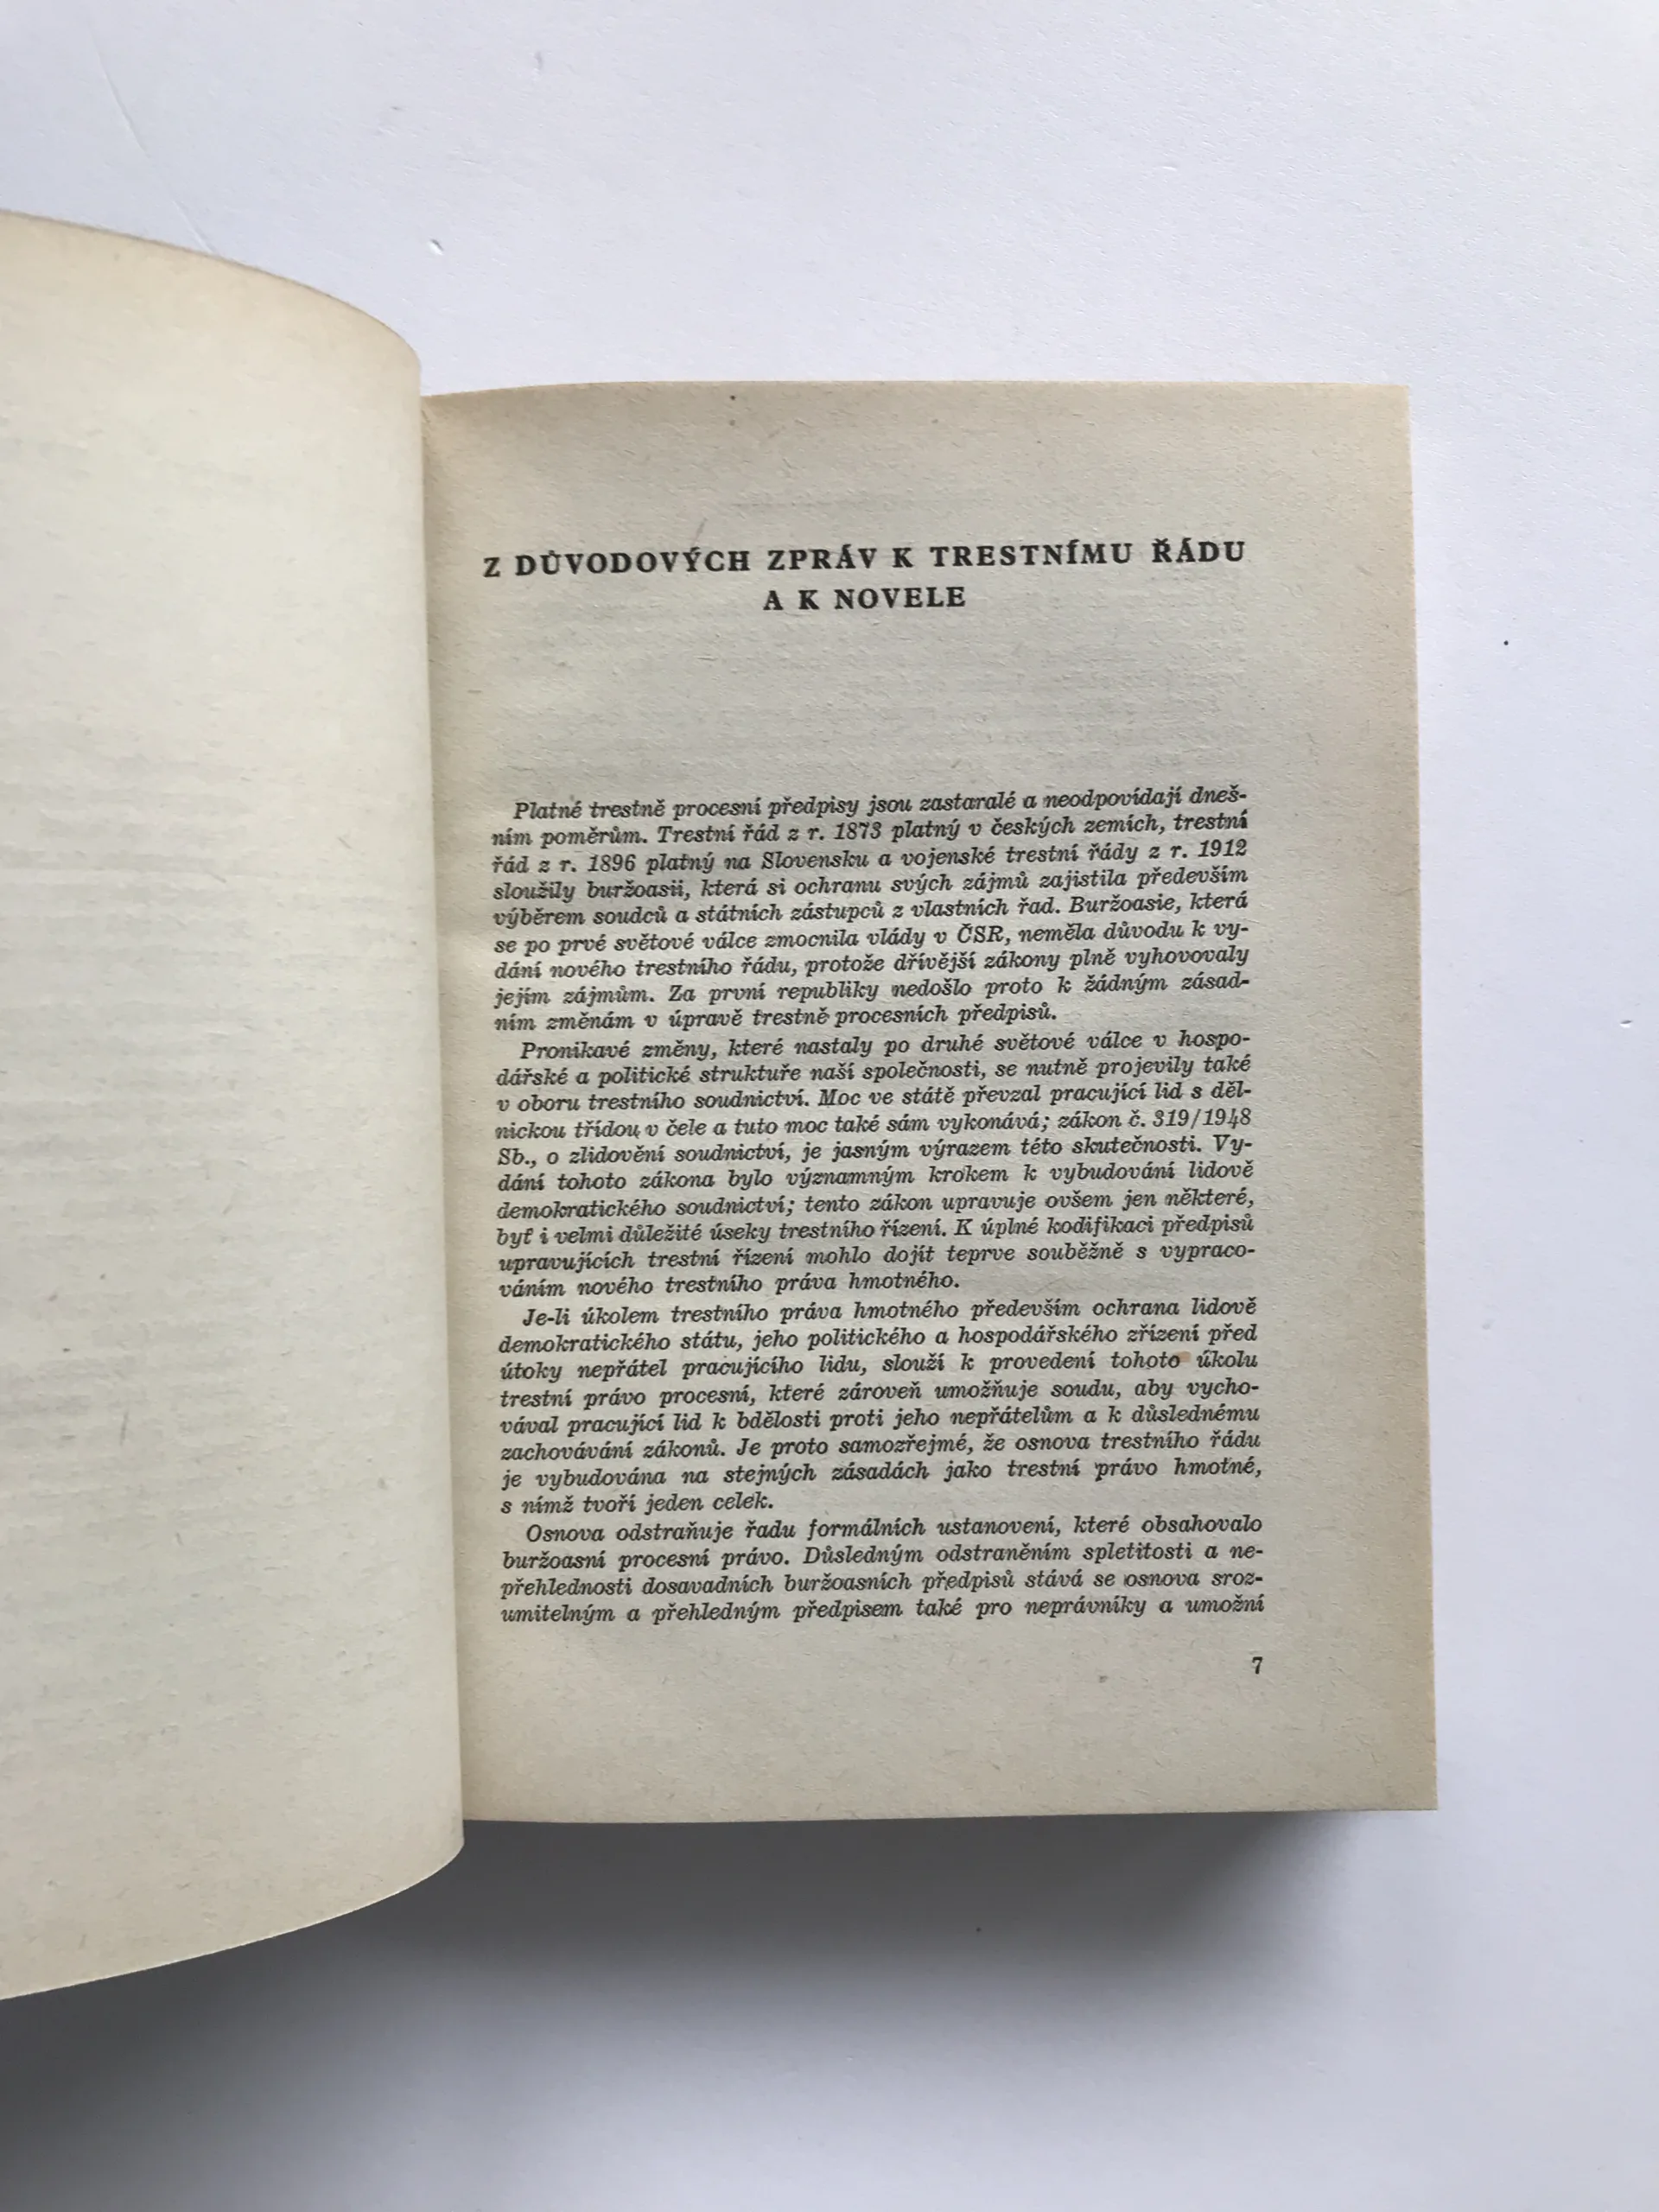 Z DŮVODOVÝCH ZPRÁV K TRESTNÍMU ŘÁDU
A K NOVELE
Platné trestně procesní předpisy jsou zastaralé a neodpovídají dneš-
ním poměrům. Trestní řád z r. 1873 platný v českých zemích, trestní
řád z r. 1896 platný na Slovensku a vojenské trestní řády z r. 1912
sloužily buržoasii, která si ochranu svých zájmů zajistila především
výběrem soudců a státních zástupců z vlastních řad. Buržoasie, která
se po prvé světové válce zmocnila vlády v ČSR, neměla důvodu k vy-
dání nového trestního řádu, protože dřívější zákony plně vyhovovaly
jejím zájmům. Za první republiky nedošlo proto k žádným zásad-
ním změnám v úpravě trestně procesních předpisů.
Pronikavé změny, které nastaly po druhé světové válce v hospo-
dářské a politické struktuře naší společnosti, se nutně projevily také
v oboru trestního soudnictví. Moc ve státě převzal pracující lid s děl-
nickou třídou v čele a tuto moc také sám vykonává; zákon č. 319/1948
Sb., o zlidovění soudnictví, je jasným výrazem této skutečnosti. Vy-
dání tohoto zákona bylo významným krokem k vybudování lidově
demokratického soudnictví; tento zákon upravuje ovšem jen některé,
byť i velmi důležité úseky trestního řízení. K úplné kodifikaci předpisů
upravujících trestní řízení mohlo dojít teprve souběžně s vypraco-
váním nového trestního práva hmotného.
Je-li úkolem trestního práva hmotného především ochrana lidově
demokratického státu, jeho politického a hospodářského zřízení před
útoky nepřátel pracujícího lidu, slouží k provedení tohoto úkolu
trestní právo procesní, které zároveň umožňuje soudu, aby vycho-
vával pracující lid k bdělosti proti jeho nepřátelům a k důslednému
zachovávání zákonů. Je proto samozřejmé, že osnova trestního řádu
je vybudována na stejných zásadách jako trestní právo hmotné,
s nímž tvoří jeden celek.
Osnova odstraňuje řadu formálních ustanovení, které obsahovalo
buržoasní procesní právo. Důsledným odstraněním spletitosti a ne-
přehlednosti dosavadních buržoasních předpisů stává se osnova sroz-
umitelným a přehledným předpisem také pro neprávníky a umožní
7